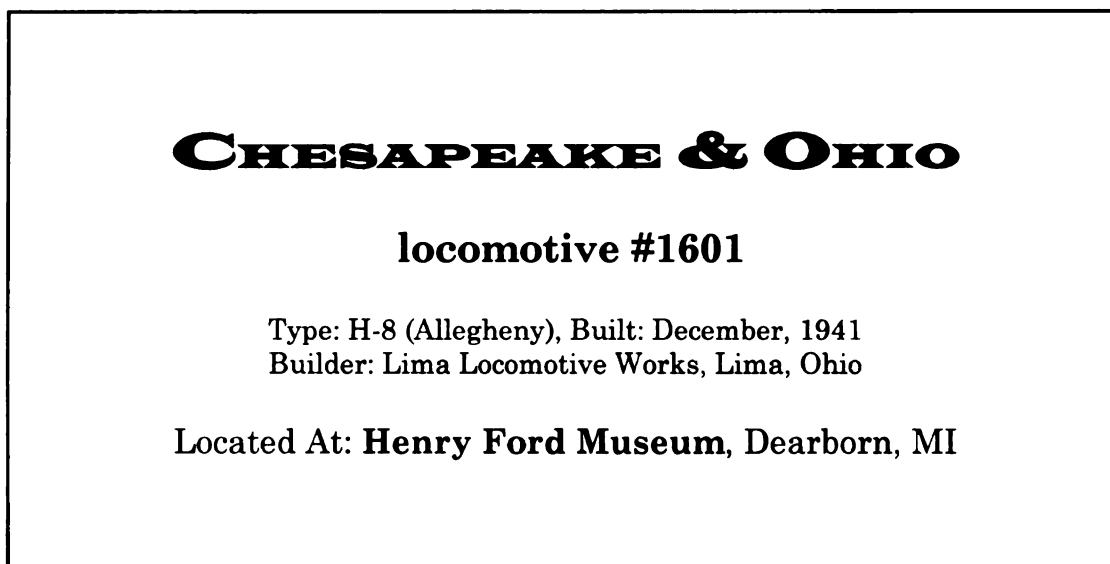 CHESAPEAKE & OHIO
locomotive #1601
Type: H-8 (Allegheny), Built: December, 1941
Builder: Lima Locomotive Works, Lima, Ohio
Located At: Henry Ford Museum, Dearborn, MI